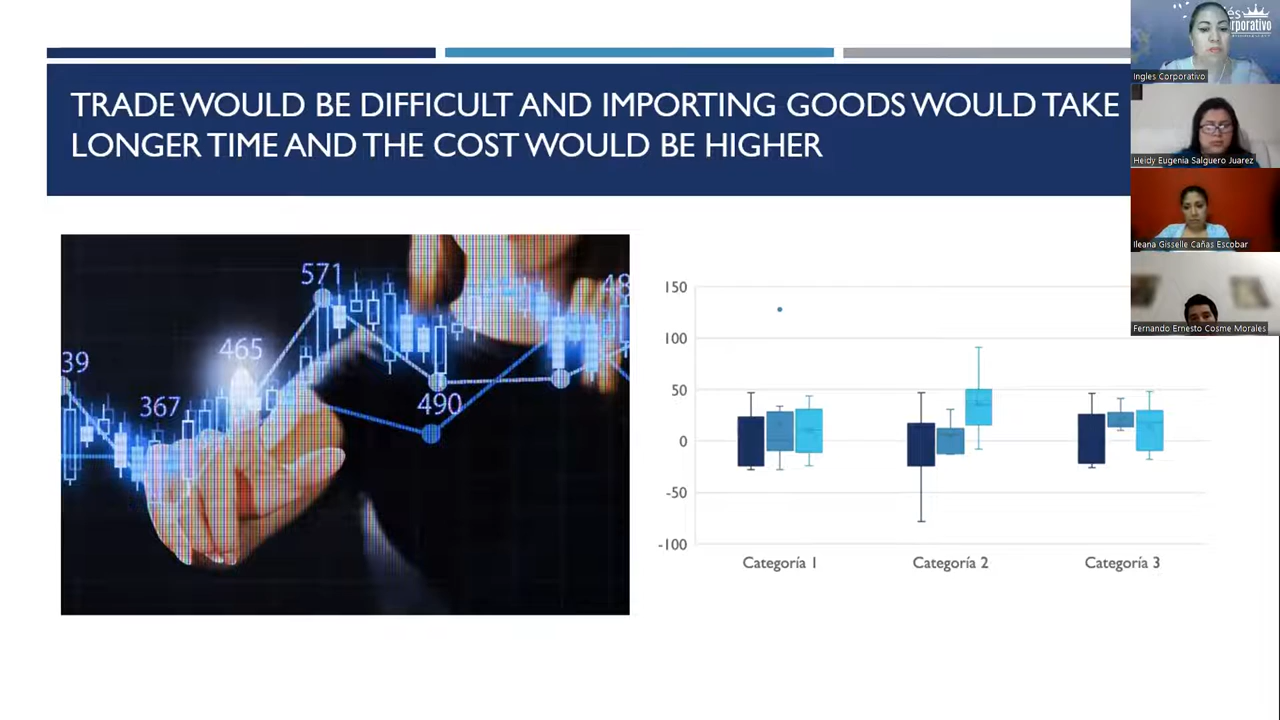 TRADE WOULD BE DIFFICULT AND IMPORTING GOODS WOULD TAKE
LONGER TIME AND THE COST WOULD BE HIGHER
39
367
465
571
490
150
100
50
0
-50
-100
Categoría 1
Categoría 2
Categoría 3
Ingles Corporativo
Heidy Eugenia Salguero Juarez
Ileana Gisselle Cañas Escobar
Fernando Ernesto Cosme Morales